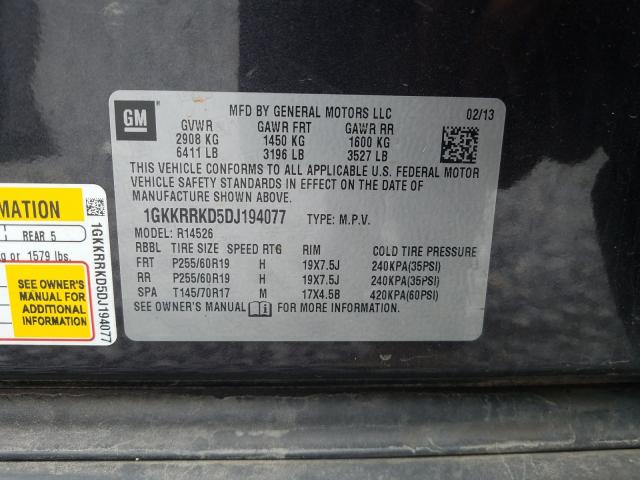 GM
MFD BY GENERAL MOTORS LLC 02/13
GVWR GAWR FRT GAWR RR
2908 KG 1450 KG 1600 KG
6411 LB 3196 LB 3527 LB
THIS VEHICLE CONFORMS TO ALL APPLICABLE U.S. FEDERAL MOTOR
VEHICLE SAFETY STANDARDS IN EFFECT ON THE DATE OF
MANUFACTURE SHOWN ABOVE.
1GKKRRKD5DJ194077 TYPE: M.P.V.
MODEL: R14526
RBBL TIRE SIZE SPEED RTG RIM COLD TIRE PRESSURE
FRT P255/60R19 H 19X7.5J 240KPA(35PSI)
RR P255/60R19 H 19X7.5J 240KPA(35PSI)
SPA T145/70R17 M 17X4.5B 420KPA(60PSI)
SEE OWNER'S MANUAL FOR MORE INFORMATION
RMATION
REAR 5
g or 1579 lbs.
SEE OWNER'S
MANUAL FOR
ADDITIONAL
INFORMATION
1GKKRRKD5DJ194077